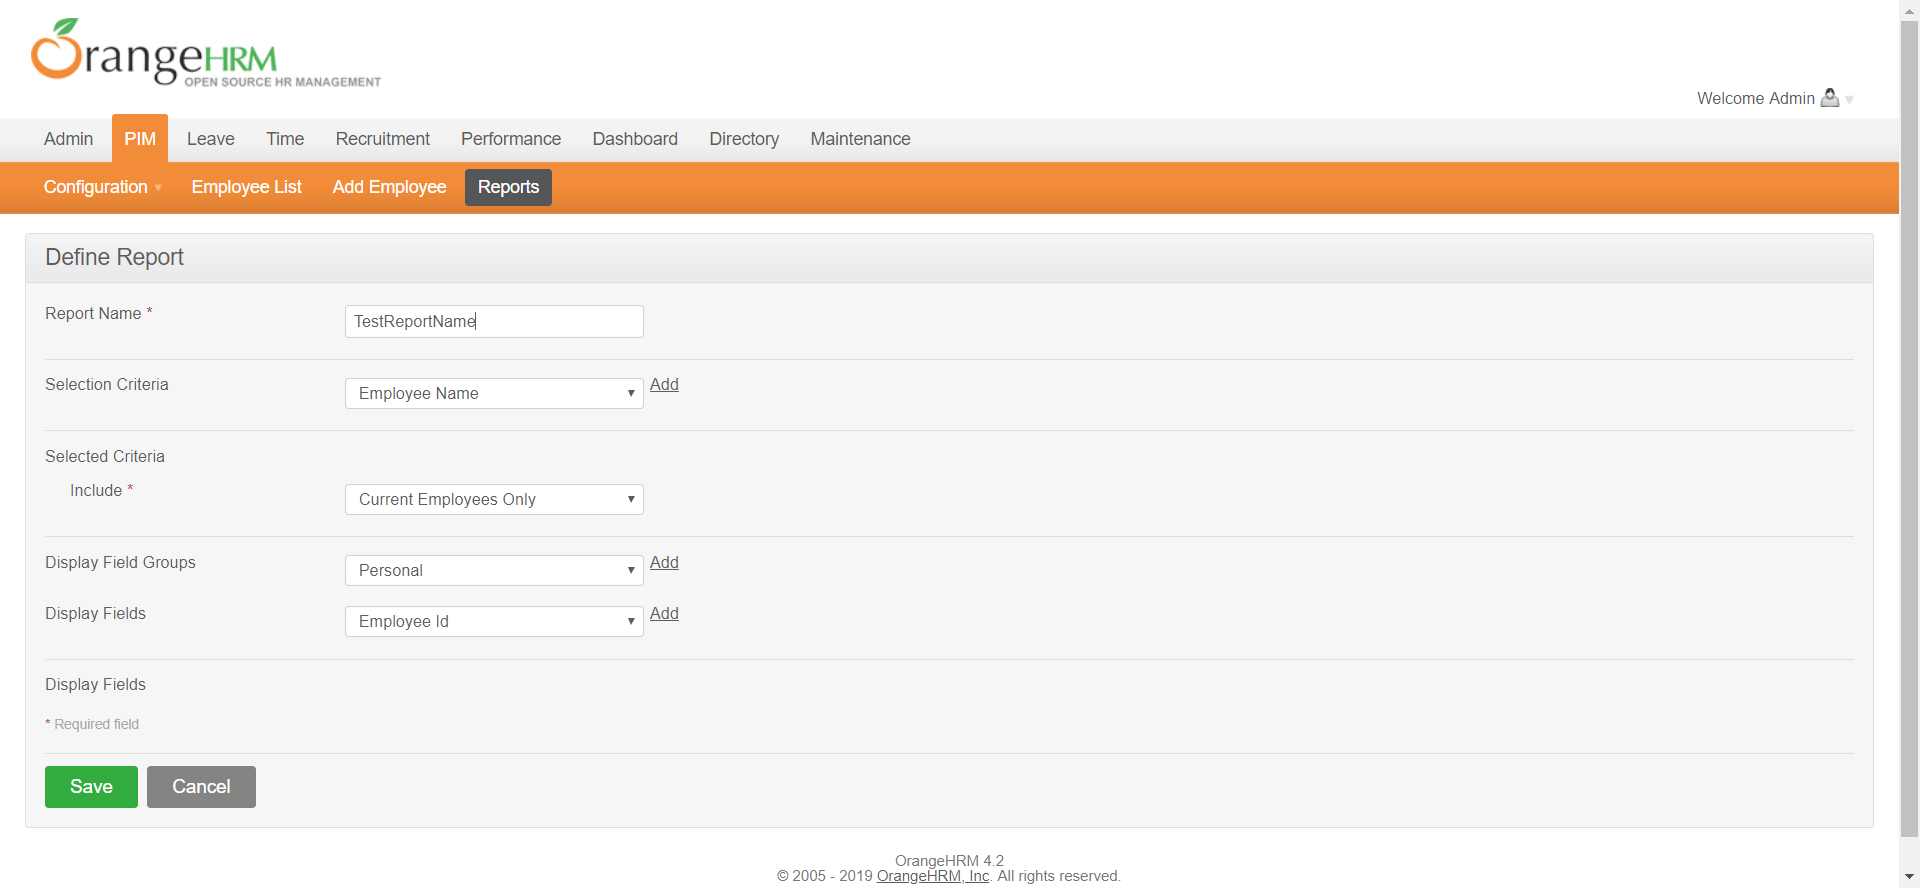 OrangeHRM
OPEN SOURCE HR MANAGEMENT
Welcome Admin
Admin PIM Leave Time Recruitment Performance Dashboard Directory Maintenance
Configuration Employee List Add Employee Reports
Define Report
Report Name * TestReportName
Selection Criteria Employee Name Add
Selected Criteria
Include * Current Employees Only
Display Field Groups Personal Add
Display Fields Employee Id Add
Display Fields
* Required field
Save Cancel
OrangeHRM 4.2
© 2005 - 2019 OrangeHRM, Inc. All rights reserved.